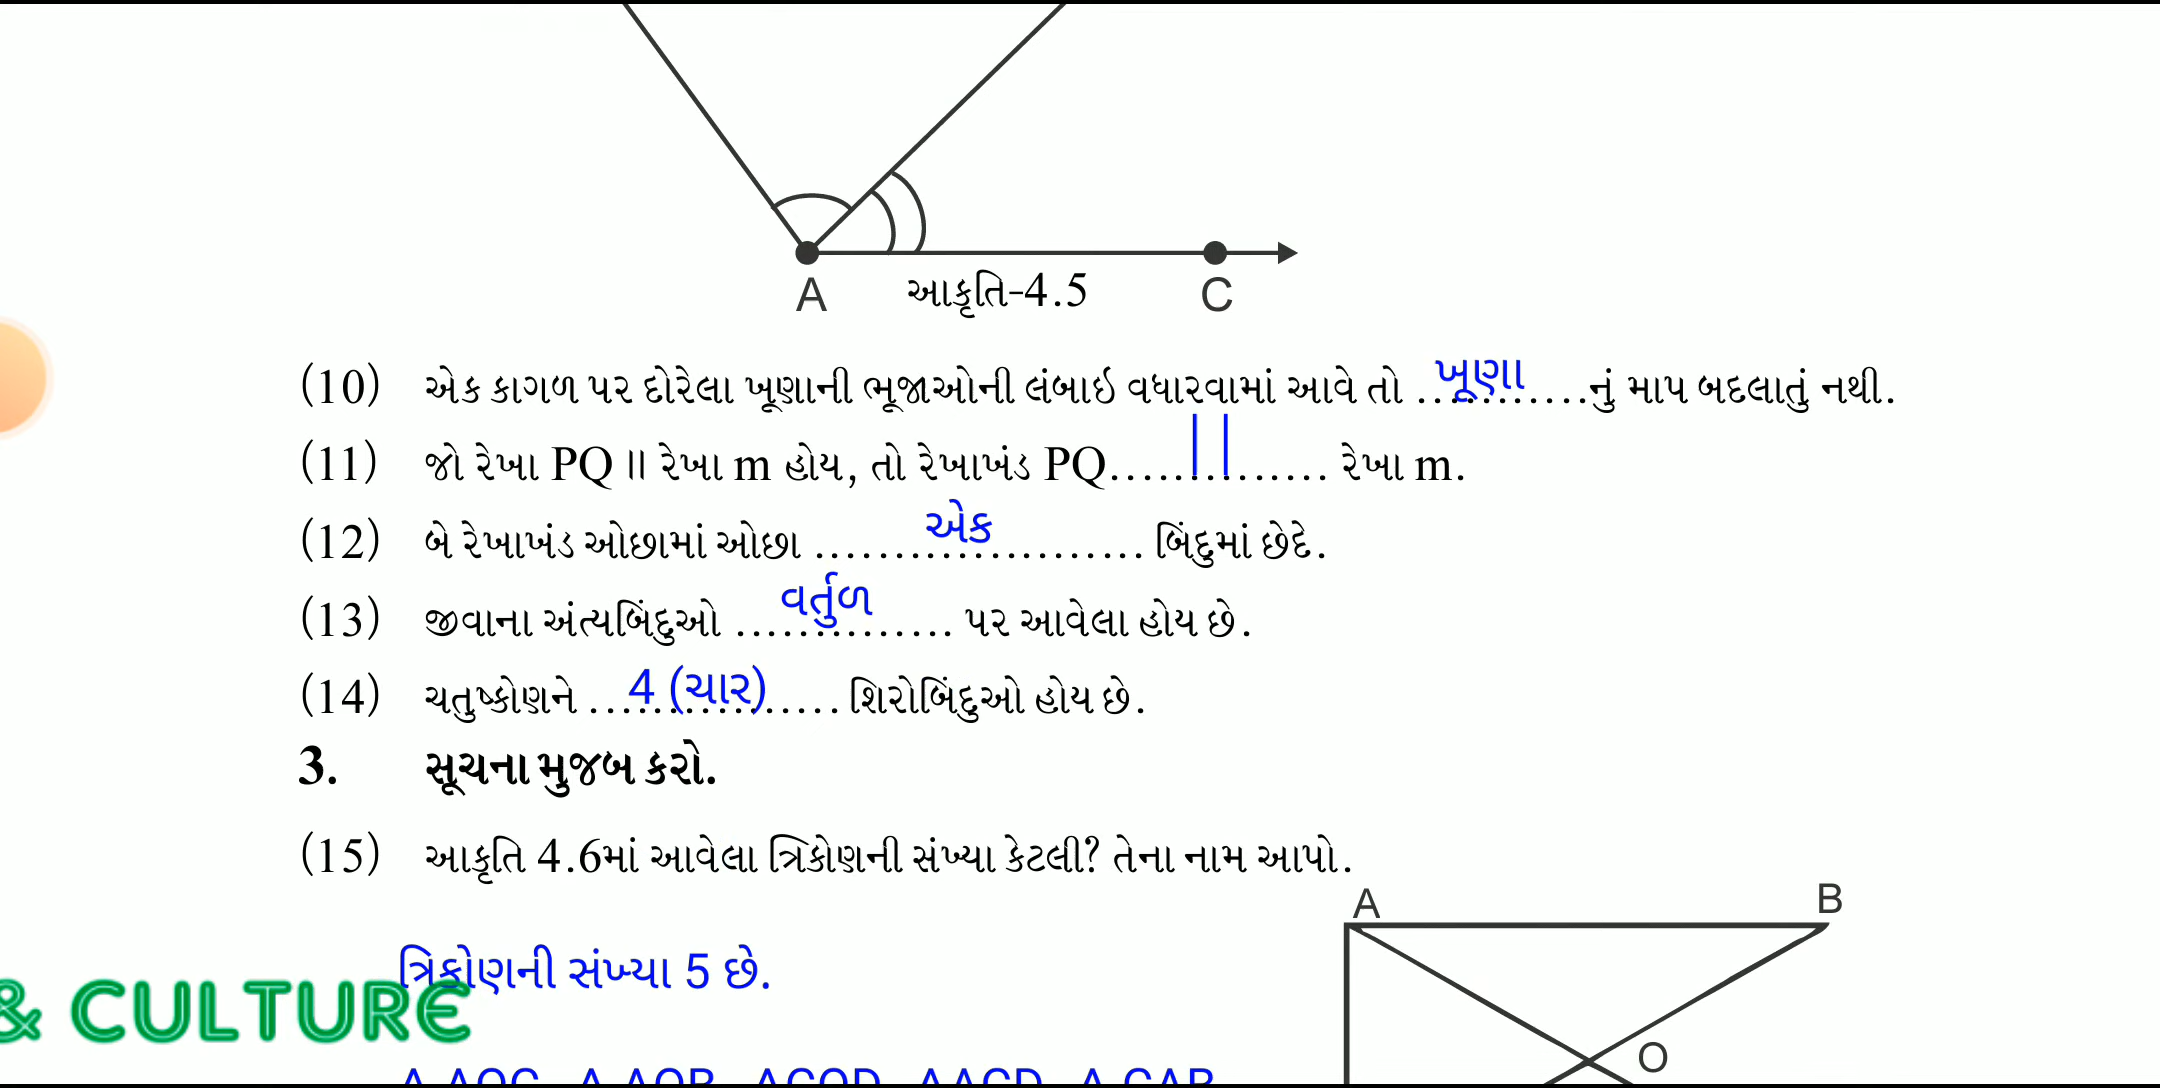 A આકૃતિ-4.5 C
(10) એક કાગળ પર દોરેલા ખૂણાની ભૂજાઓની લંબાઇ વધારવામાં આવે તો ....ખૂણા.......નું માપ બદલાતું નથી.
(11) જો રેખા PQ || રેખા m હોય, તો રેખાખંડ PQ......||........ રેખા m.
(12) બે રેખાખંડ ઓછામાં ઓછા ........એક............ બિંદુમાં છેદે.
(13) જીવાના અંત્યબિંદુઓ ....વર્તુળ...... પર આવેલા હોય છે.
(14) ચતુષ્કોણને ...4 (ચાર)...... શિરોબિંદુઓ હોય છે.
3. સૂચના મુજબ કરો.
(15) આકૃતિ 4.6માં આવેલા ત્રિકોણની સંખ્યા કેટલી? તેના નામ આપો.
A B
ત્રિકોણની સંખ્યા 5 છે.
& CULTURE
O